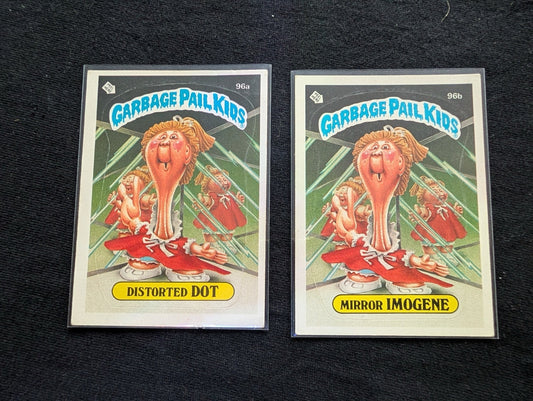 96a
GARBAGE PAIL KIDS
DISTORTED DOT
96b
GARBAGE PAIL KIDS
MIRROR IMOGENE